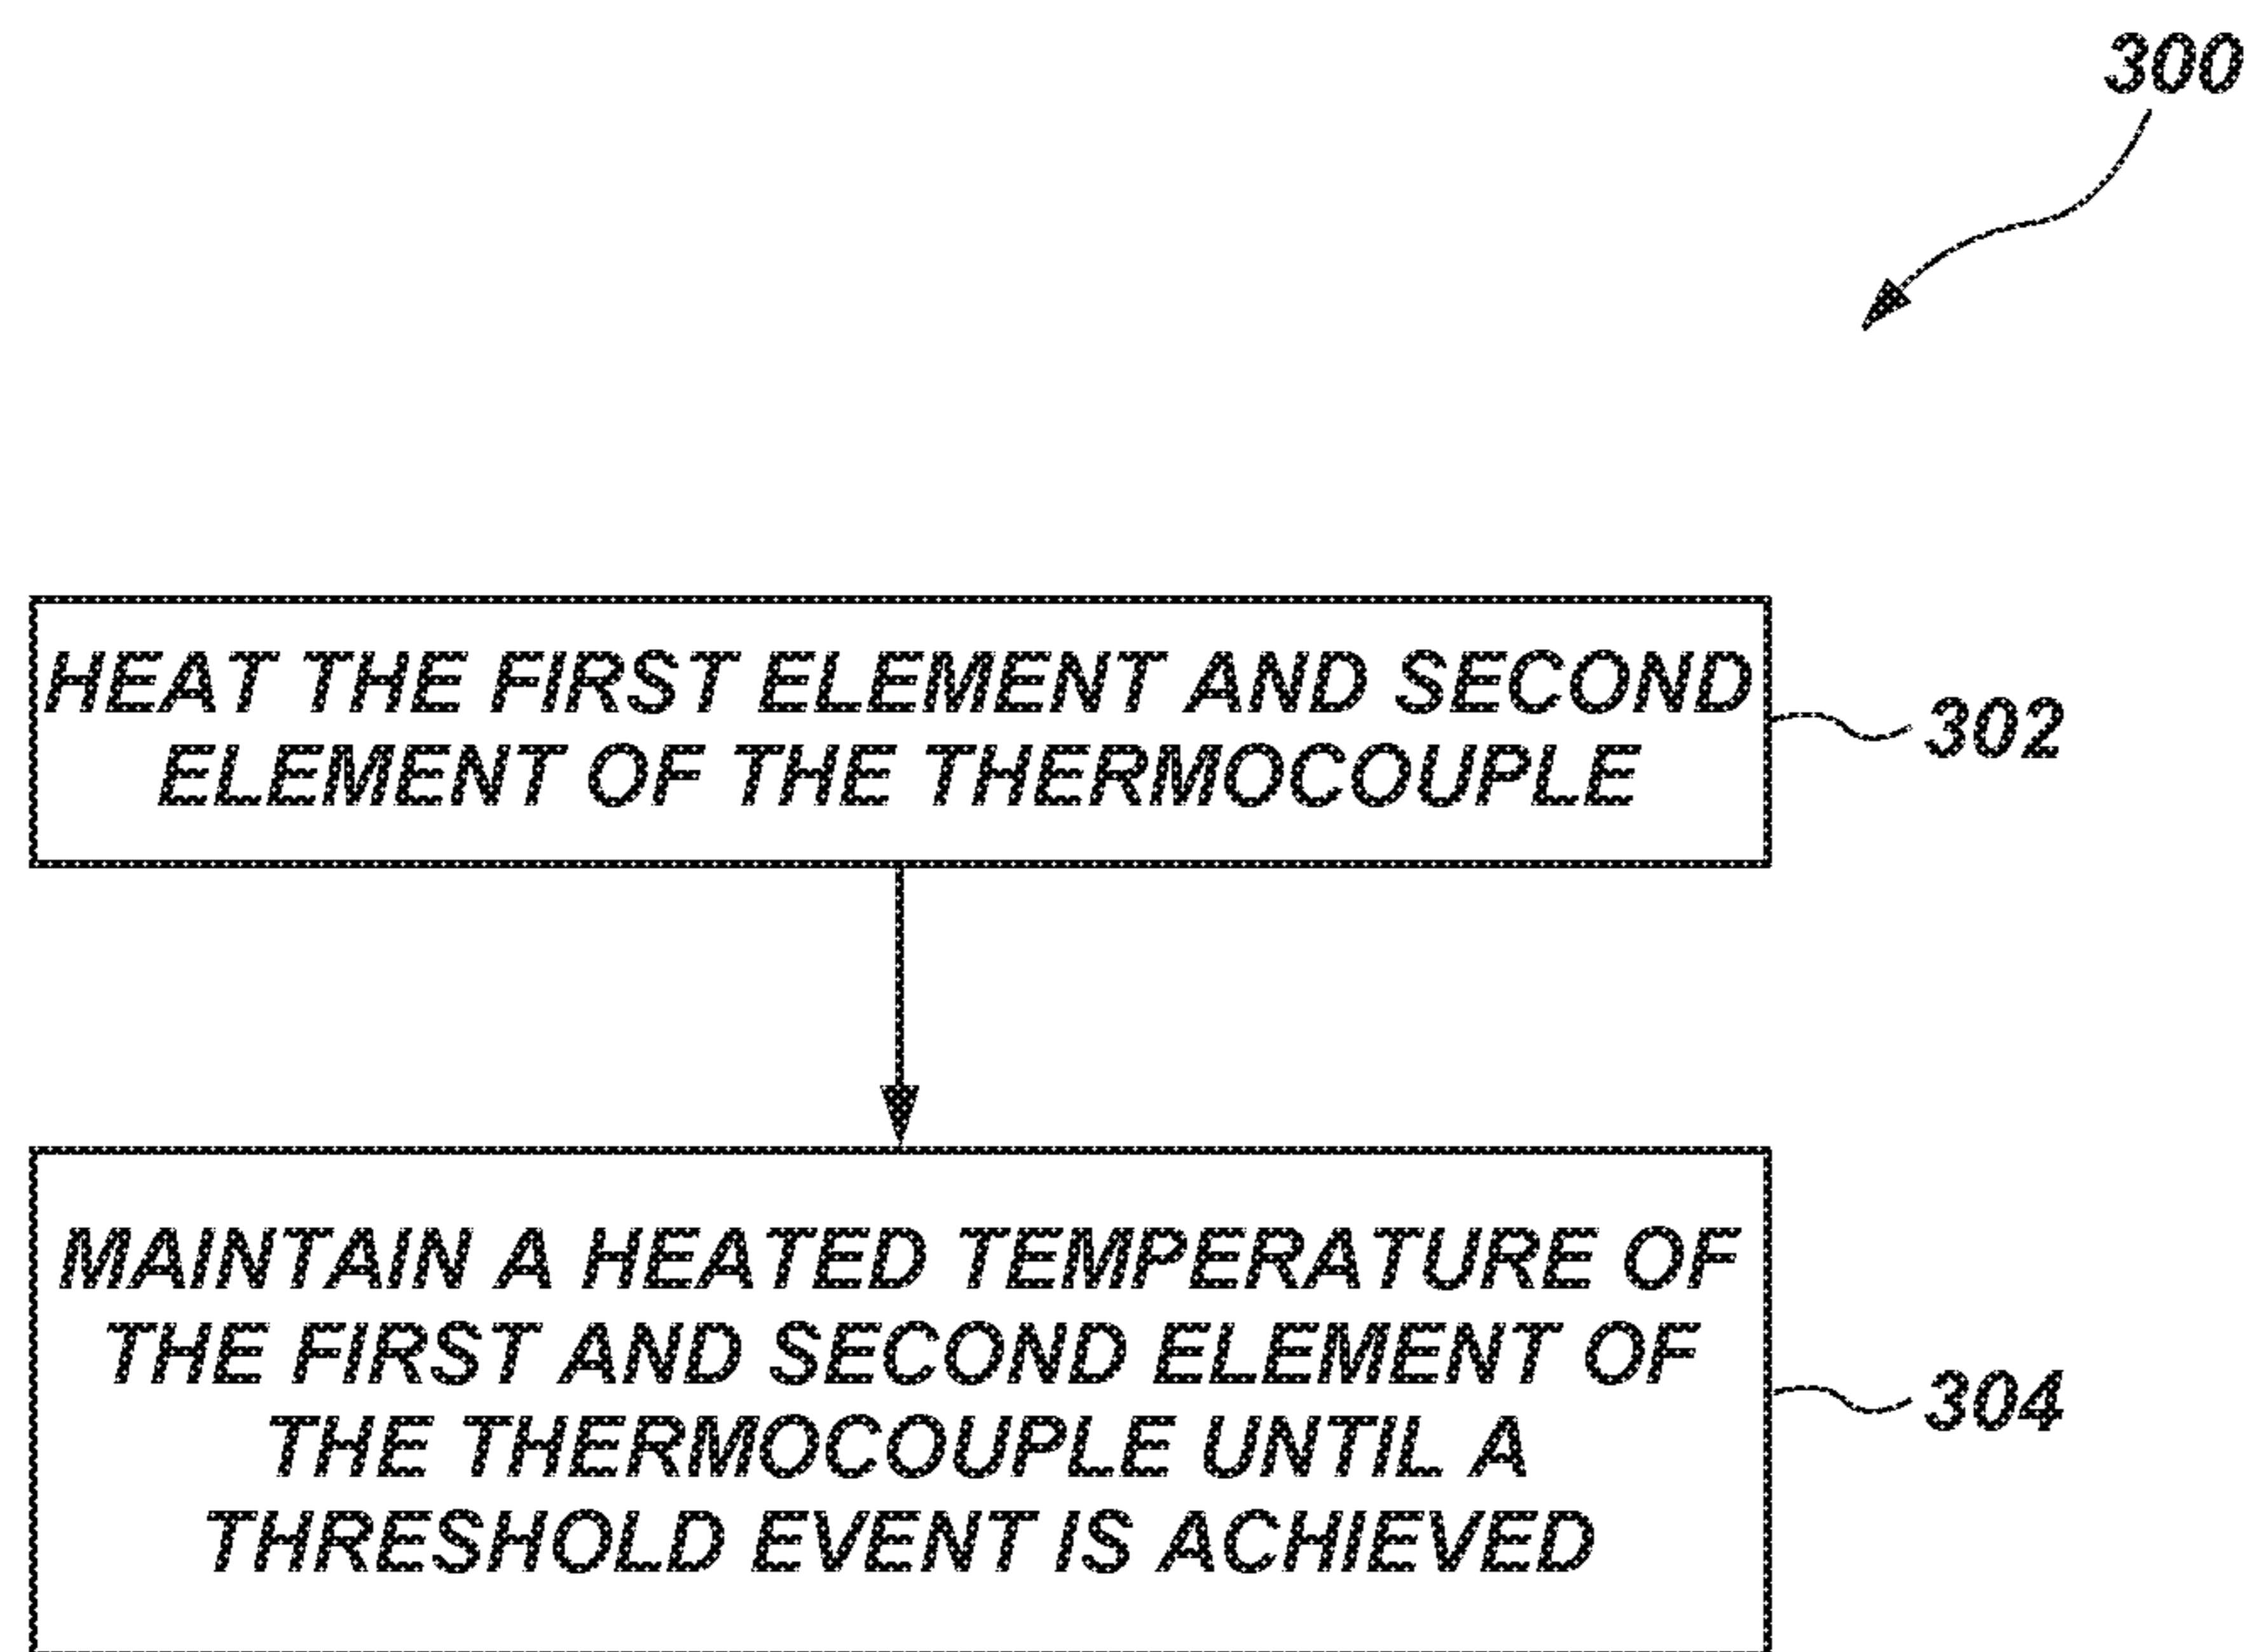 300
HEAT THE FIRST ELEMENT AND SECOND
ELEMENT OF THE THERMOCOUPLE
302
MAINTAIN A HEATED TEMPERATURE OF
THE FIRST AND SECOND ELEMENT OF
THE THERMOCOUPLE UNTIL A
THRESHOLD EVENT IS ACHIEVED
304